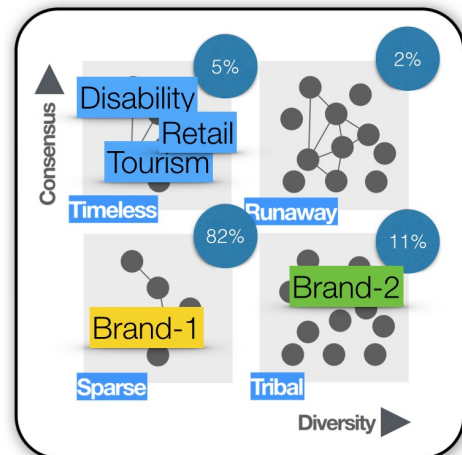 5%
2%
Consensus
Disability
Retail
Tourism
Timeless
Runaway
82%
11%
Brand-1
Brand-2
Sparse
Tribal
Diversity